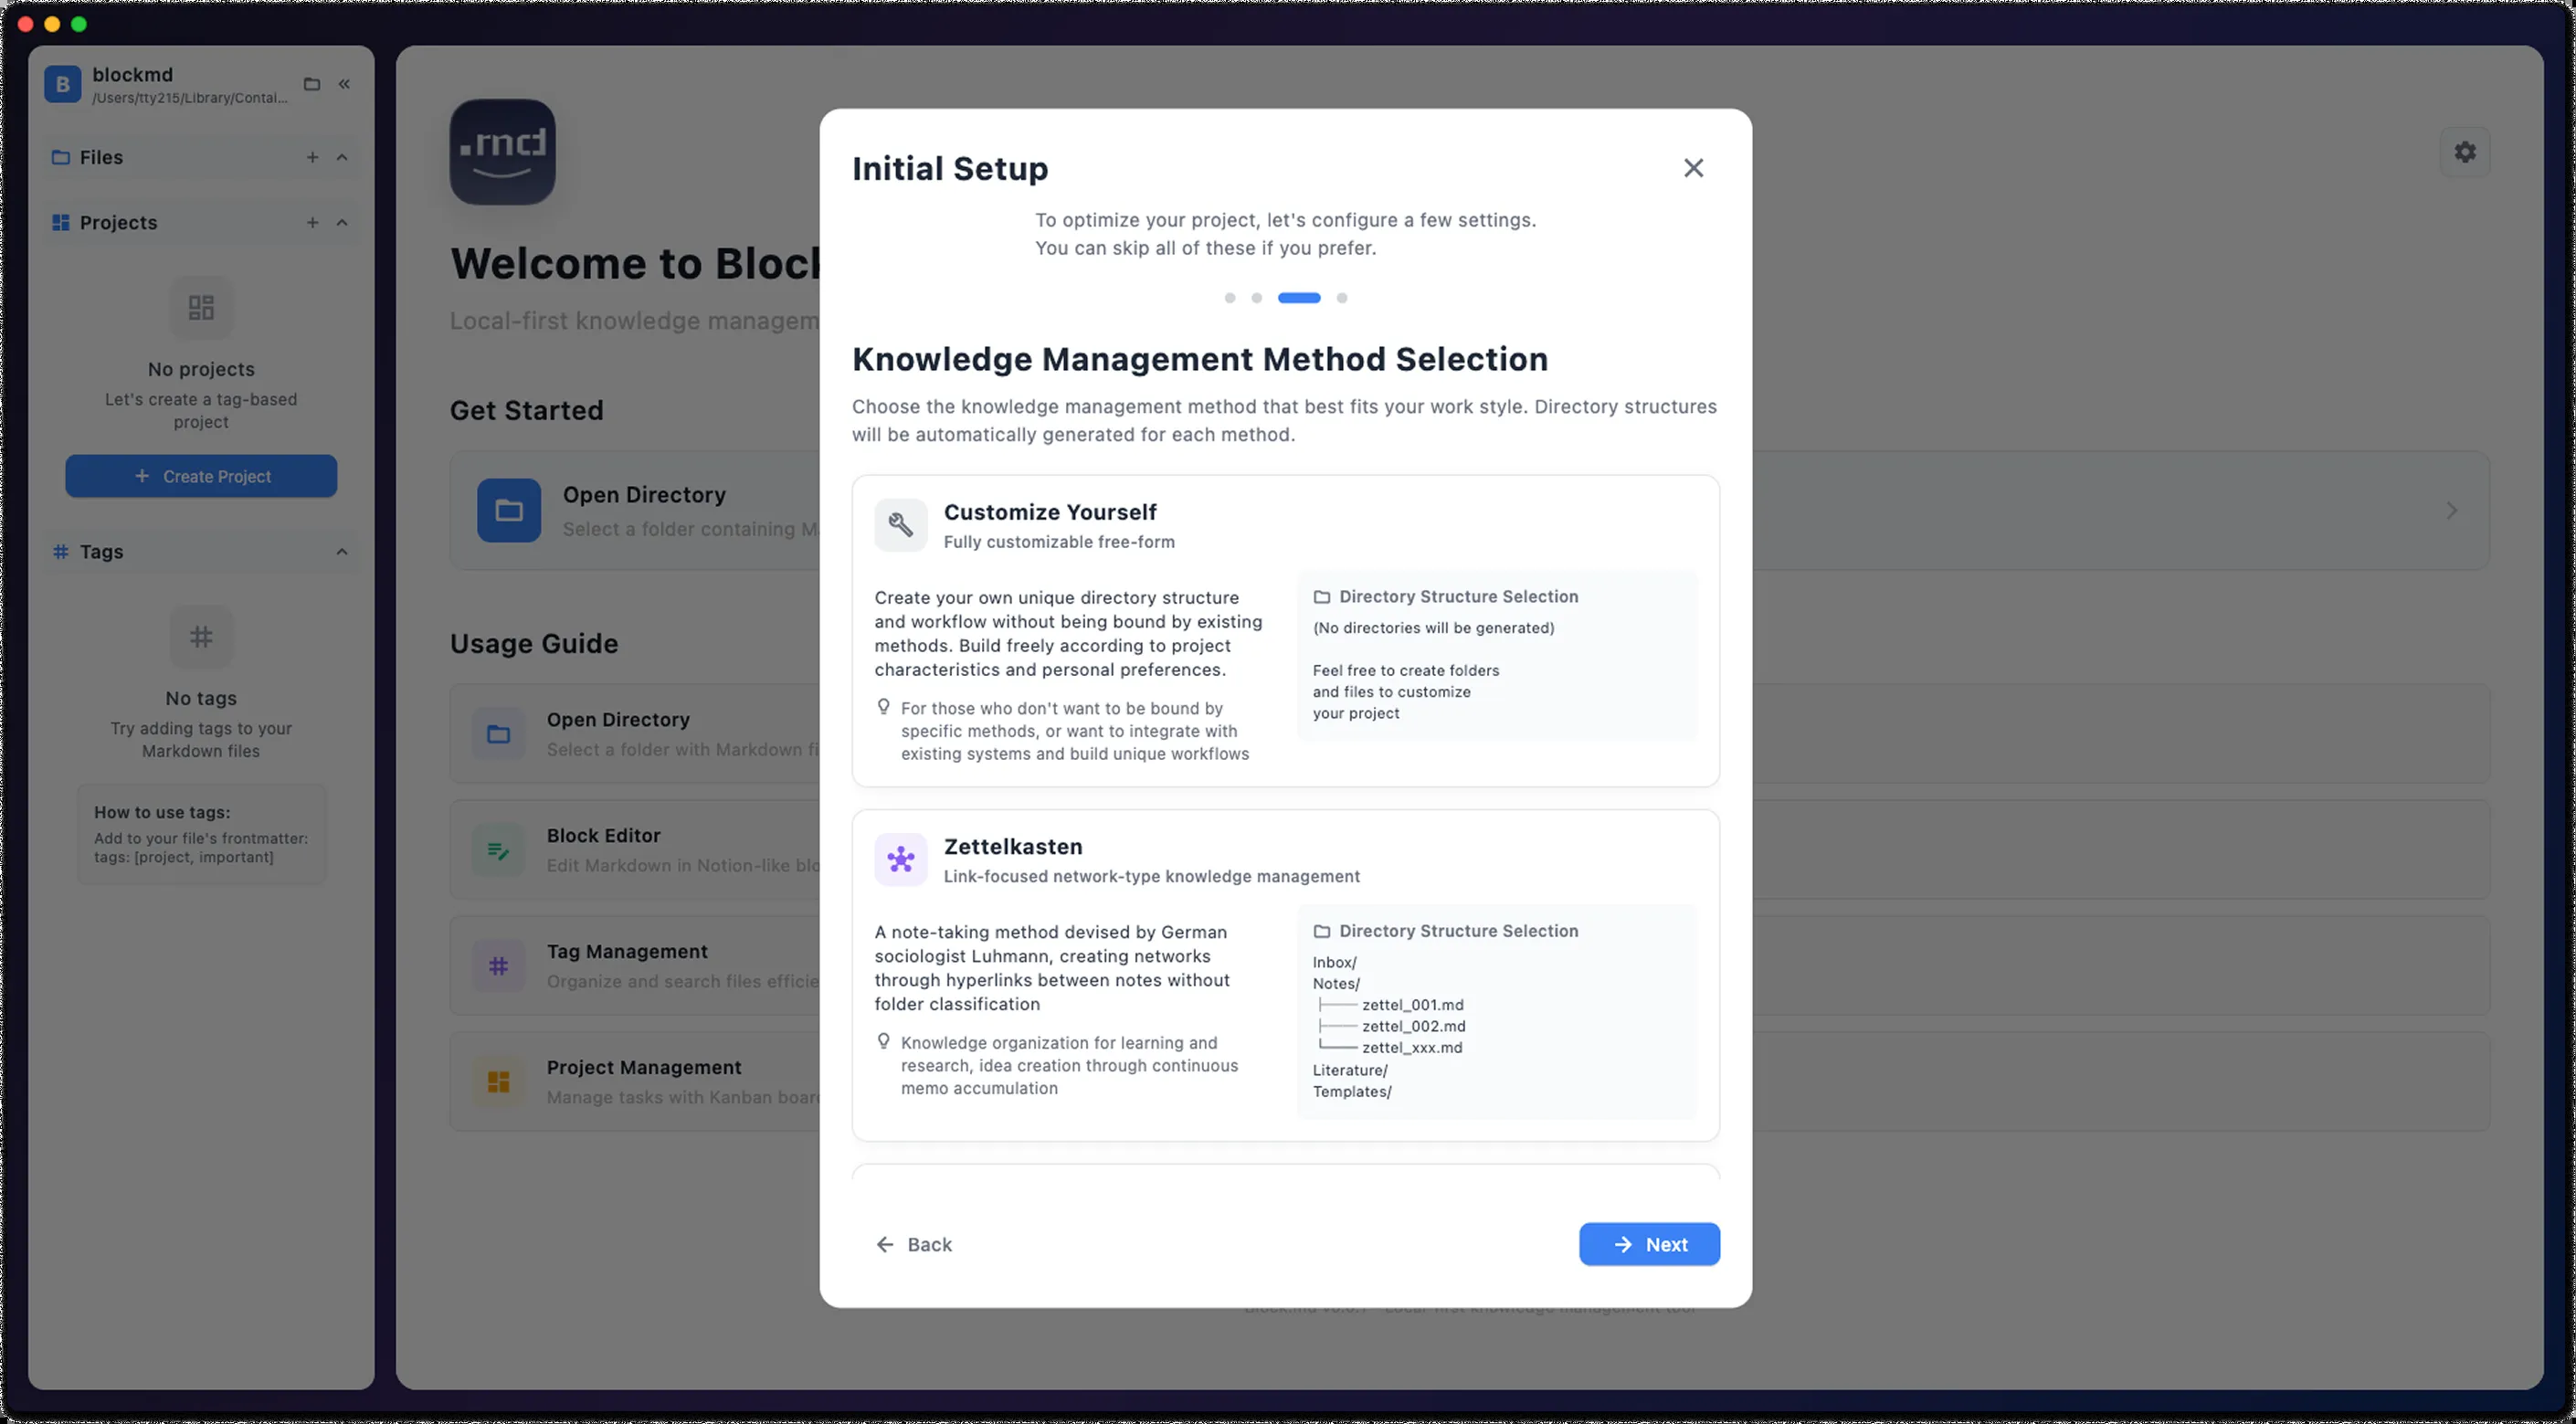 B
blockmd
/Users/tty215/Library/Contai...
Files
Projects
No projects
Let's create a tag-based
project
Create Project
Tags
No tags
Try adding tags to your
Markdown files
How to use tags:
Add to your file's frontmatter:
tags: [project, important]
Welcome to Block
Local-first knowledge managem
Get Started
Open Directory
Select a folder containing M
Usage Guide
Open Directory
Select a folder with Markdown fi
Block Editor
Edit Markdown in Notion-like blo
Tag Management
Organize and search files efficie
Project Management
Manage tasks with Kanban boar
Initial Setup
To optimize your project, let's configure a few settings.
You can skip all of these if you prefer.
Knowledge Management Method Selection
Choose the knowledge management method that best fits your work style. Directory structures
will be automatically generated for each method.
Customize Yourself
Fully customizable free-form
Create your own unique directory structure
and workflow without being bound by existing
methods. Build freely according to project
characteristics and personal preferences.
For those who don't want to be bound by
specific methods, or want to integrate with
existing systems and build unique workflows
Directory Structure Selection
(No directories will be generated)
Feel free to create folders
and files to customize
your project
Zettelkasten
Link-focused network-type knowledge management
A note-taking method devised by German
sociologist Luhmann, creating networks
through hyperlinks between notes without
folder classification
Knowledge organization for learning and
research, idea creation through continuous
memo accumulation
Directory Structure Selection
Inbox/
Notes/
├── zettel_001.md
├── zettel_002.md
└── zettel_xxx.md
Literature/
Templates/
Back
Next